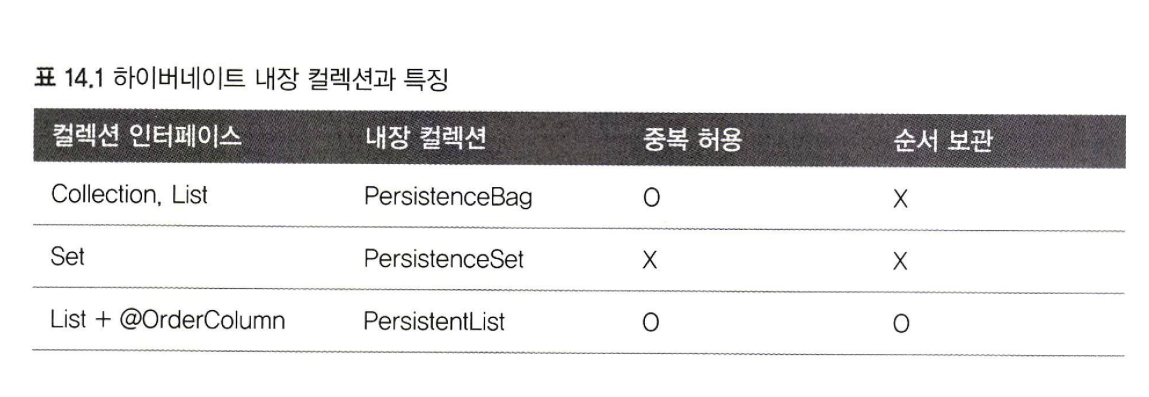 표 14.1 하이버네이트 내장 컬렉션과 특징
컬렉션 인터페이스 내장 컬렉션 중복 허용 순서 보관
Collection, List PersistenceBag O X
Set PersistenceSet X X
List + @OrderColumn PersistentList O O